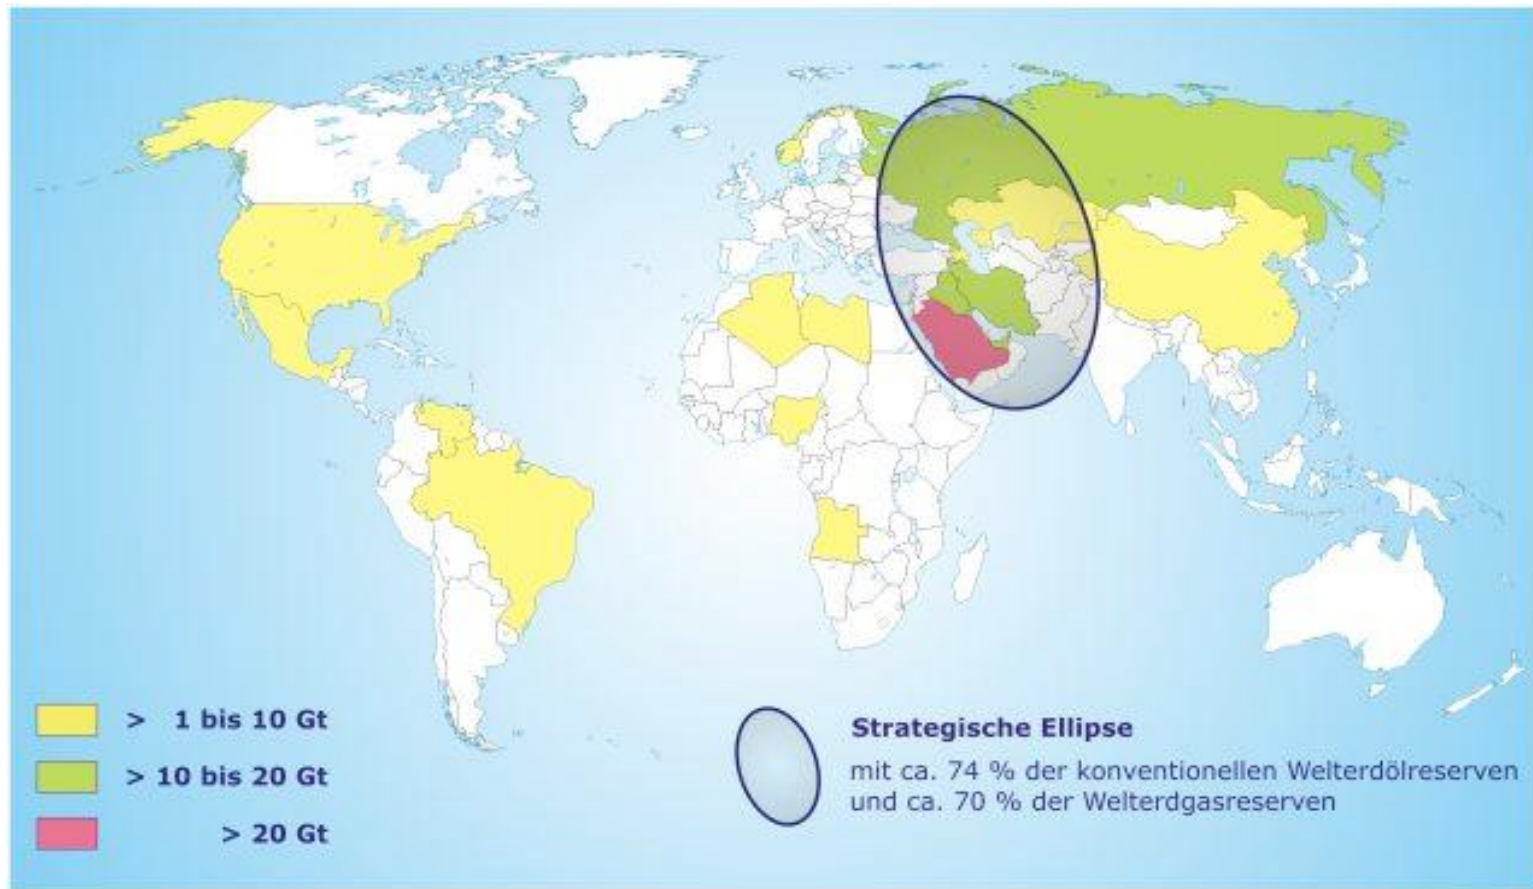 > 1 bis 10 Gt
> 10 bis 20 Gt
> 20 Gt
Strategische Ellipse
mit ca. 74 % der konventionellen Welterdölreserven
und ca. 70 % der Welterdgasreserven